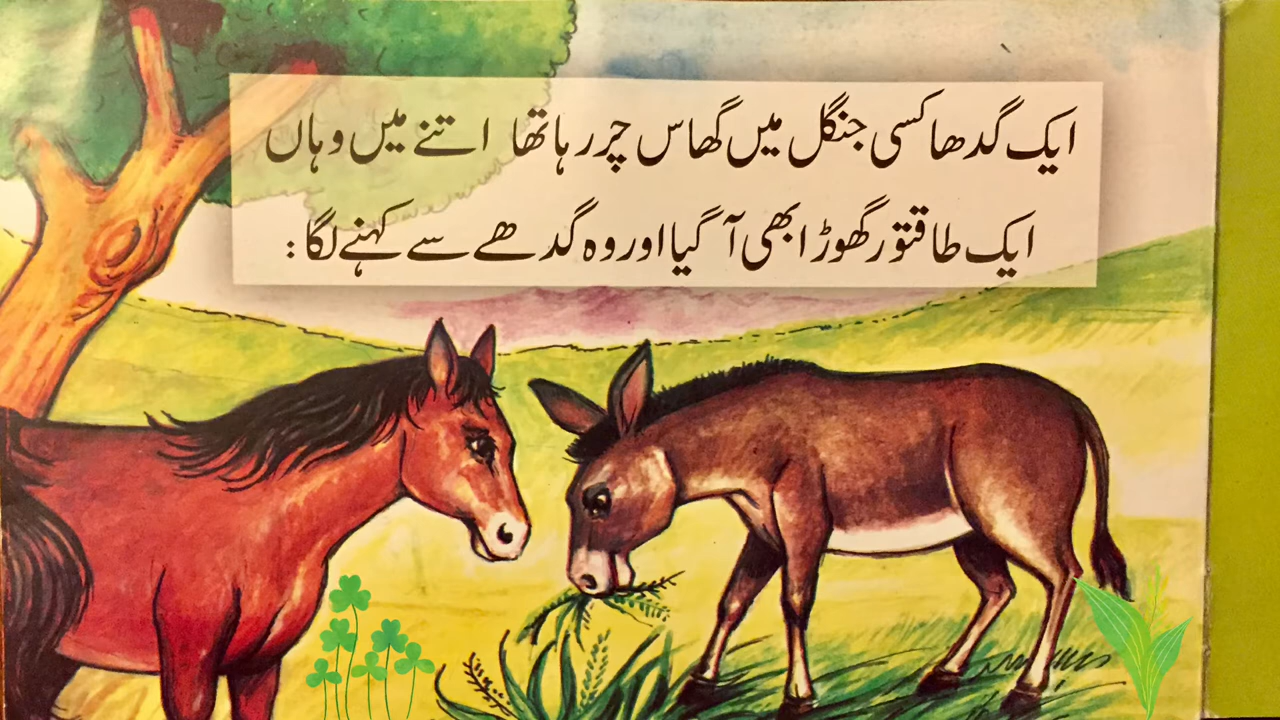 ایک گدھا کسی جنگل میں گھاس چر رہا تھا اتنے میں وہاں
ایک طاقتور گھوڑا بھی آ گیا اور وہ گدھے سے کہنے لگا :